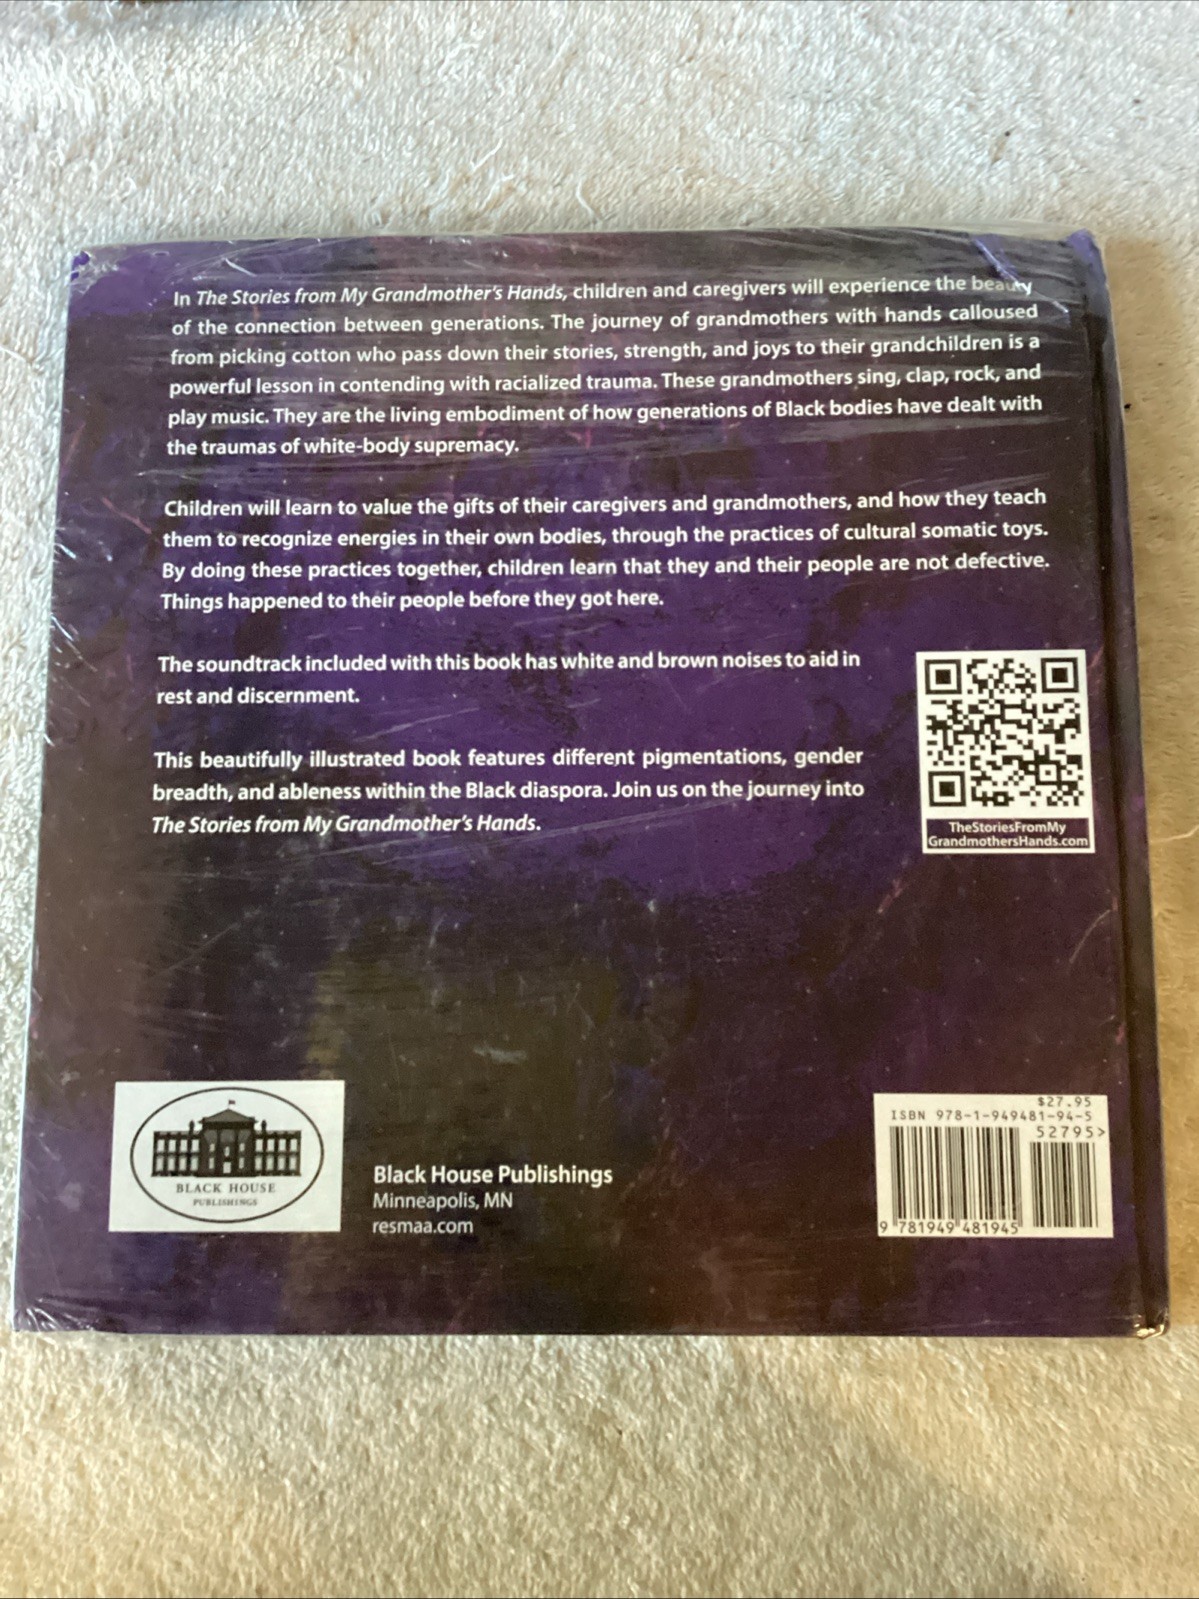 In The Stories from My Grandmother's Hands, children and caregivers will experience the beauty
of the connection between generations. The journey of grandmothers with hands calloused
from picking cotton who pass down their stories, strength, and joys to their grandchildren is a
powerful lesson in contending with racialized trauma. These grandmothers sing, clap, rock, and
play music. They are the living embodiment of how generations of Black bodies have dealt with
the traumas of white-body supremacy.
Children will learn to value the gifts of their caregivers and grandmothers, and how they teach
them to recognize energies in their own bodies, through the practices of cultural somatic toys.
By doing these practices together, children learn that they and their people are not defective.
Things happened to their people before they got here.
The soundtrack included with this book has white and brown noises to aid in
rest and discernment.
This beautifully illustrated book features different pigmentations, gender
breadth, and ableness within the Black diaspora. Join us on the journey into
The Stories from My Grandmother's Hands.
TheStoriesFromMy
GrandmothersHands.com
BLACK HOUSE
PUBLISHINGS
Black House Publishings
Minneapolis, MN
resmaa.com
$27.95
ISBN 978-1-949481-94-5
52795>
9 781949 481945